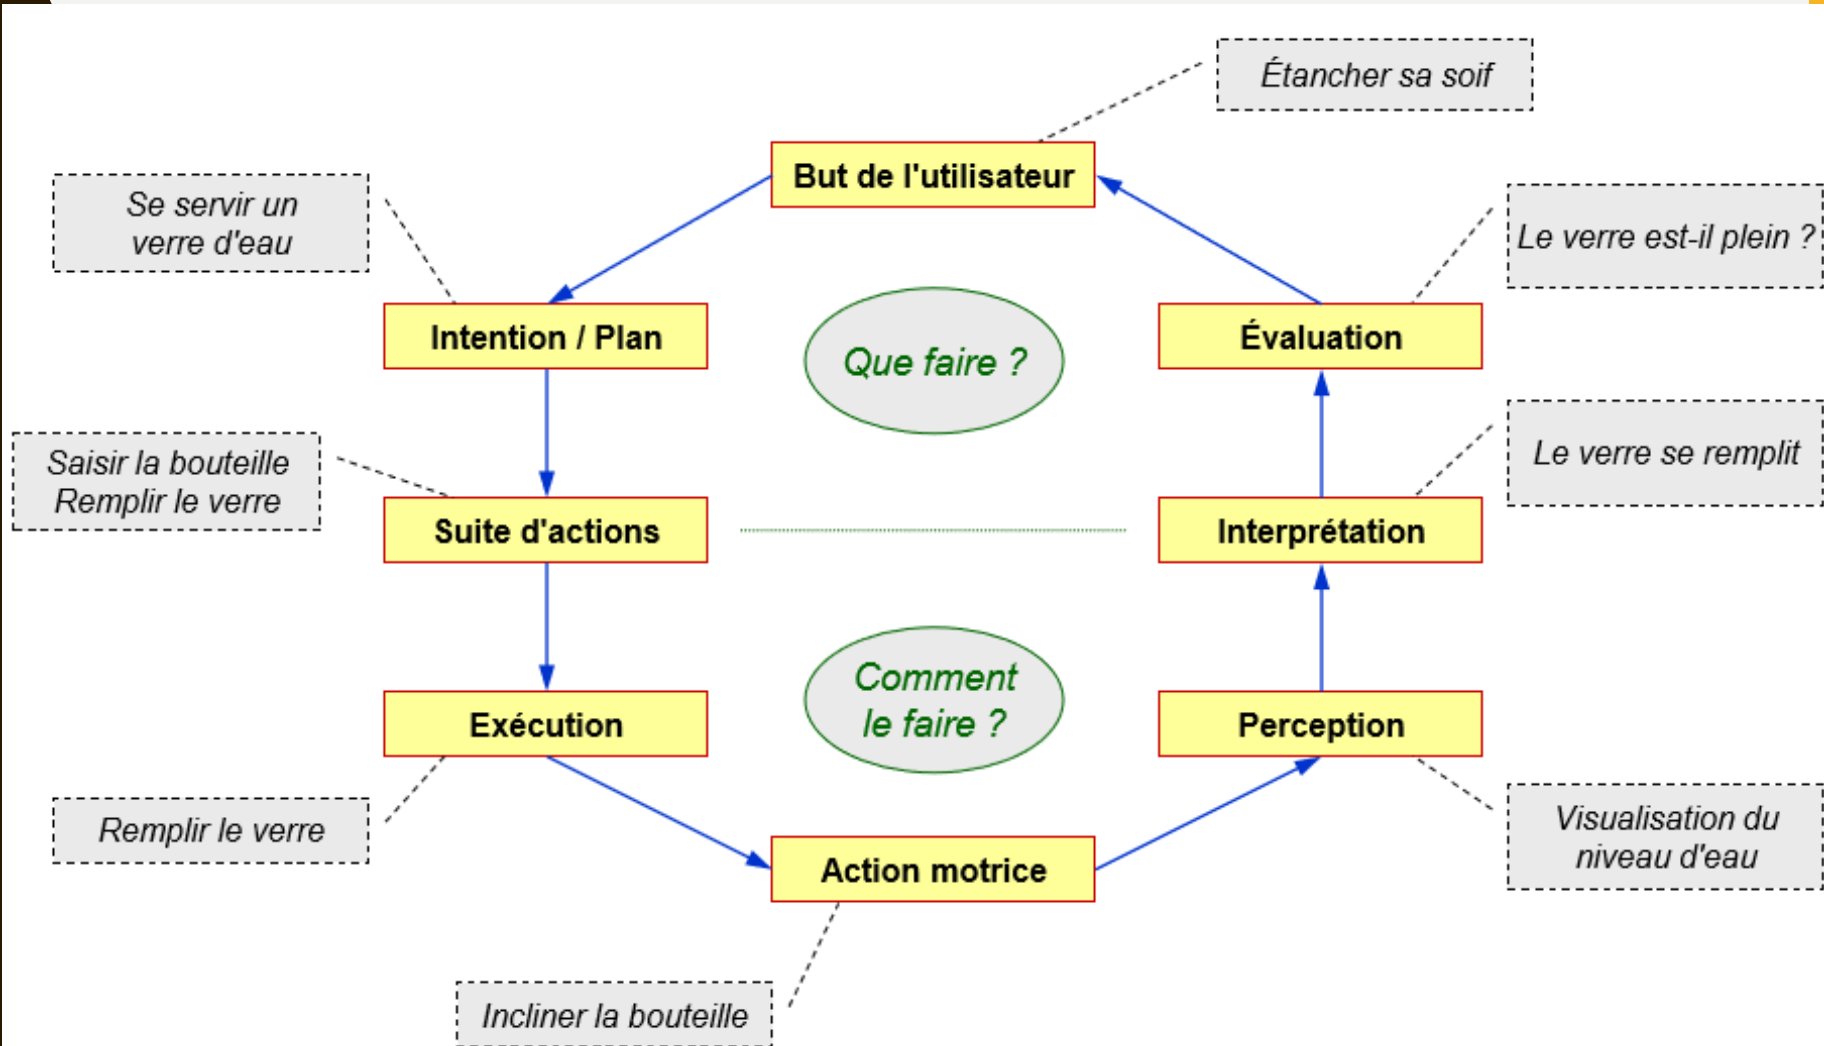 Étancher sa soif
But de l'utilisateur
Se servir un
verre d'eau
Le verre est-il plein ?
Intention / Plan
Que faire ?
Évaluation
Saisir la bouteille
Remplir le verre
Le verre se remplit
Suite d'actions
Interprétation
Comment
le faire ?
Exécution
Perception
Remplir le verre
Visualisation du
niveau d'eau
Action motrice
Incliner la bouteille